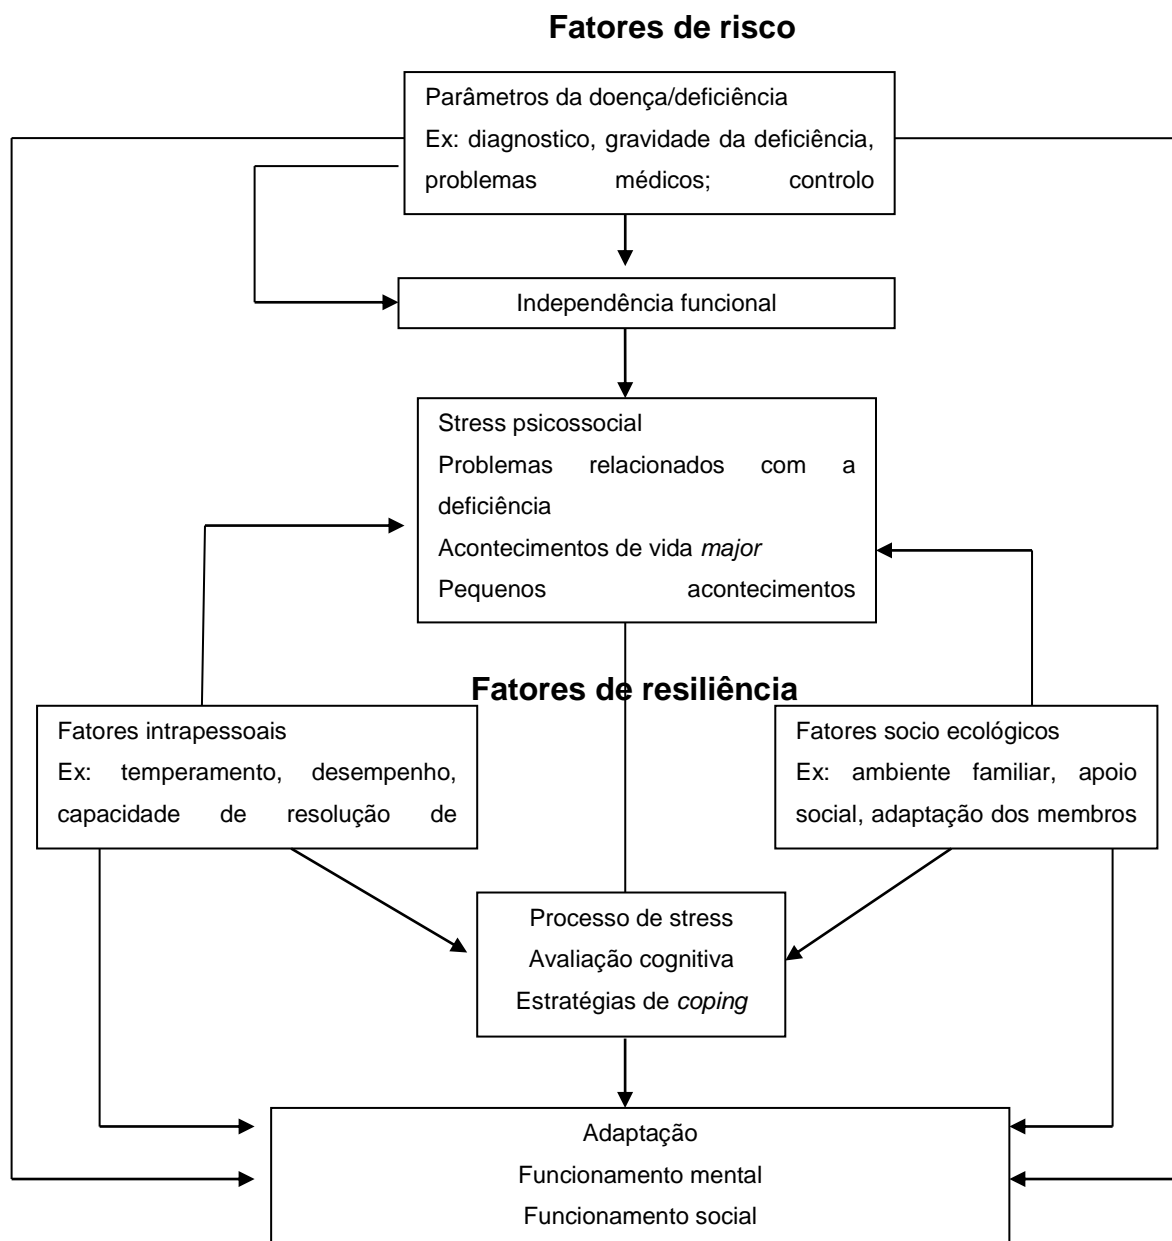 Fatores de risco
Parâmetros da doença/deficiência
Ex: diagnostico, gravidade da deficiência,
problemas médicos; controlo
Independência funcional
Stress psicossocial
Problemas relacionados com a
deficiência
Acontecimentos de vida major
Pequenos acontecimentos
Fatores de resiliência
Fatores intrapessoais
Ex: temperamento, desempenho,
capacidade de resolução de
Fatores socio ecológicos
Ex: ambiente familiar, apoio
social, adaptação dos membros
Processo de stress
Avaliação cognitiva
Estratégias de coping
Adaptação
Funcionamento mental
Funcionamento social